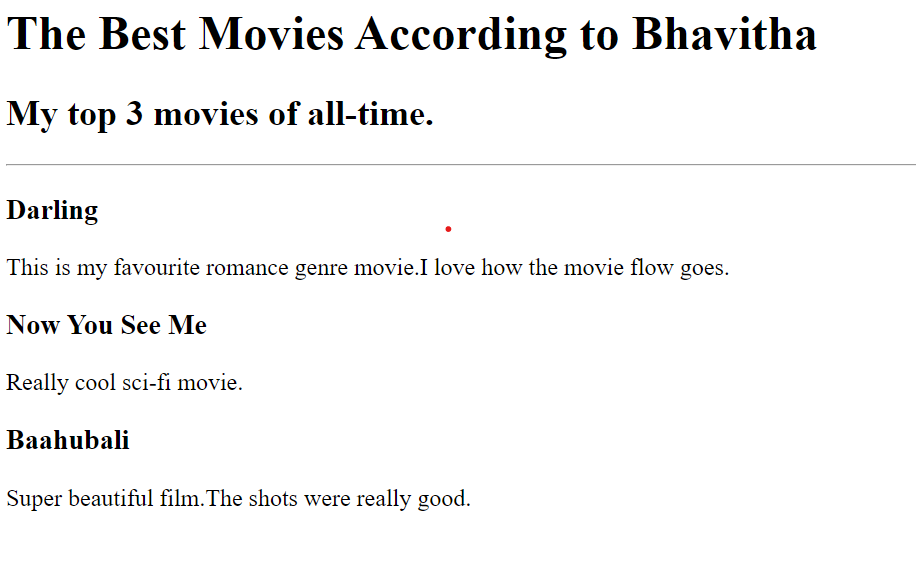 The Best Movies According to Bhavitha
My top 3 movies of all-time.
Darling
This is my favourite romance genre movie.I love how the movie flow goes.
Now You See Me
Really cool sci-fi movie.
Baahubali
Super beautiful film.The shots were really good.